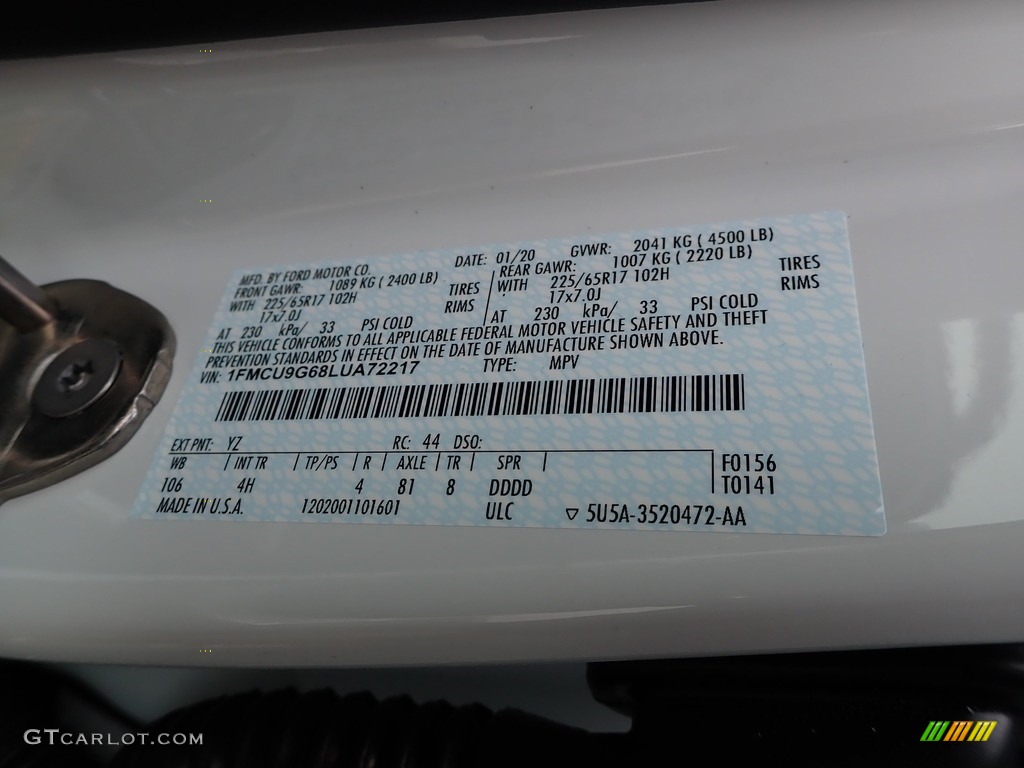 MFD. BY FORD MOTOR CO. DATE: 01/20 GVWR: 2041 KG ( 4500 LB)
FRONT GAWR: 1089 KG ( 2400 LB) REAR GAWR: 1007 KG ( 2220 LB)
WITH 225/65R17 102H TIRES WITH 225/65R17 102H TIRES
17x7.0J RIMS 17x7.0J RIMS
AT 230 kPa/ 33 PSI COLD AT 230 kPa/ 33 PSI COLD
THIS VEHICLE CONFORMS TO ALL APPLICABLE FEDERAL MOTOR VEHICLE SAFETY AND THEFT
PREVENTION STANDARDS IN EFFECT ON THE DATE OF MANUFACTURE SHOWN ABOVE.
VIN: 1FMCU9G68LUA72217 TYPE: MPV
EXT PNT: YZ RC: 44 DSO:
WB INT TR TP/PS R AXLE TR SPR F0156
106 4H 4 81 8 DDDD T0141
MADE IN U.S.A. 1202001101601 ULC ▽ 5U5A-3520472-AA
GTCARLOT.COM